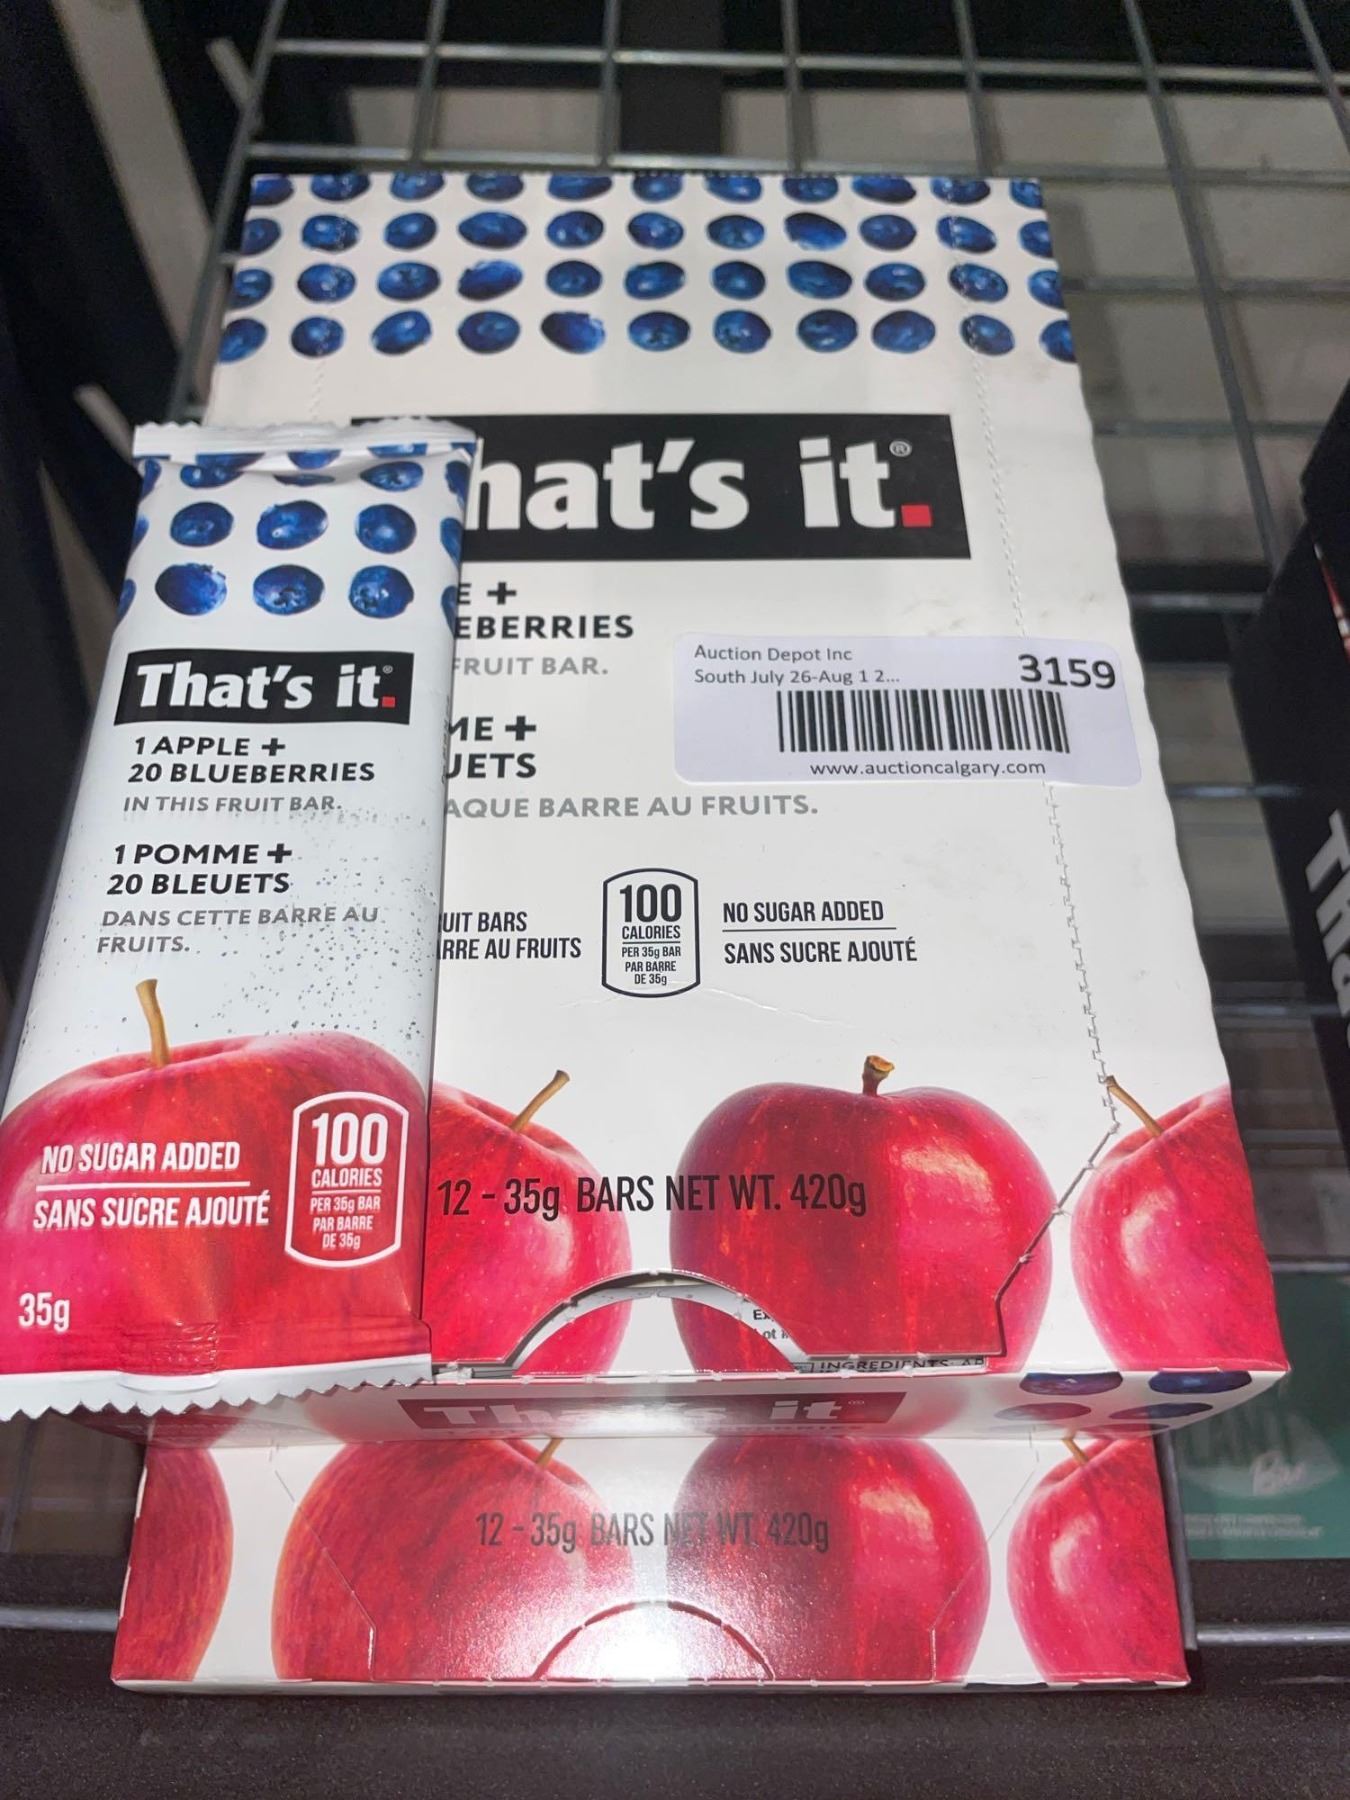 hat's it.
E +
EBERRIES
FRUIT BAR.
ME +
UETS
AQUE BARRE AU FRUITS.
Auction Depot Inc
South July 26-Aug 1 2...
3159
www.auctioncalgary.com
UIT BARS
RRE AU FRUITS
100
CALORIES
PER 35g BAR
PAR BARRE
DE 35g
NO SUGAR ADDED
SANS SUCRE AJOUTÉ
12 - 35g BARS NET WT. 420g
INGREDIENTS: AP
That's it.
1 APPLE +
20 BLUEBERRIES
IN THIS FRUIT BAR.
1 POMME +
20 BLEUETS
DANS CETTE BARRE AU
FRUITS.
NO SUGAR ADDED
SANS SUCRE AJOUTÉ
100
CALORIES
PER 35g BAR
PAR BARRE
DE 35g
35g
That's it
12 - 35g BARS NET WT. 420g
Bar